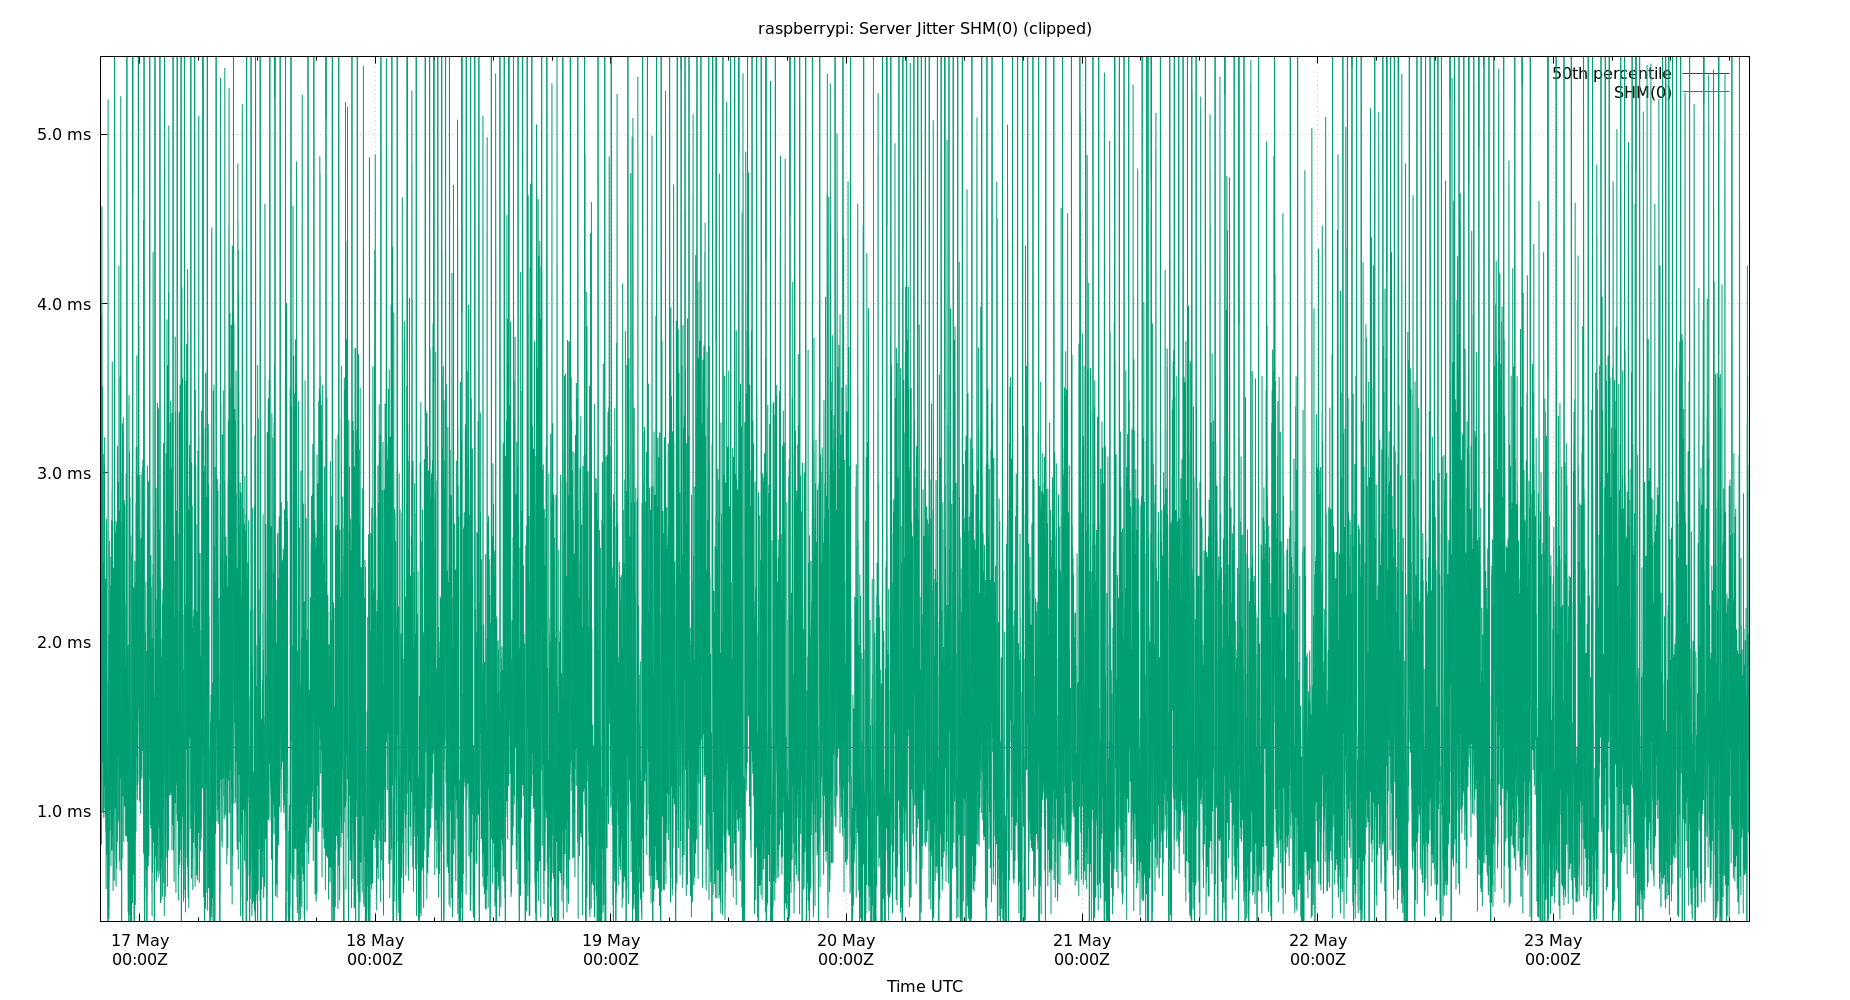 raspberrypi: Server Jitter SHM(0) (clipped)
50th percentile
SHM(0)
5.0 ms
4.0 ms
3.0 ms
2.0 ms
1.0 ms
17 May 18 May 19 May 20 May 21 May 22 May 23 May
00:00Z 00:00Z 00:00Z 00:00Z 00:00Z 00:00Z 00:00Z
Time UTC